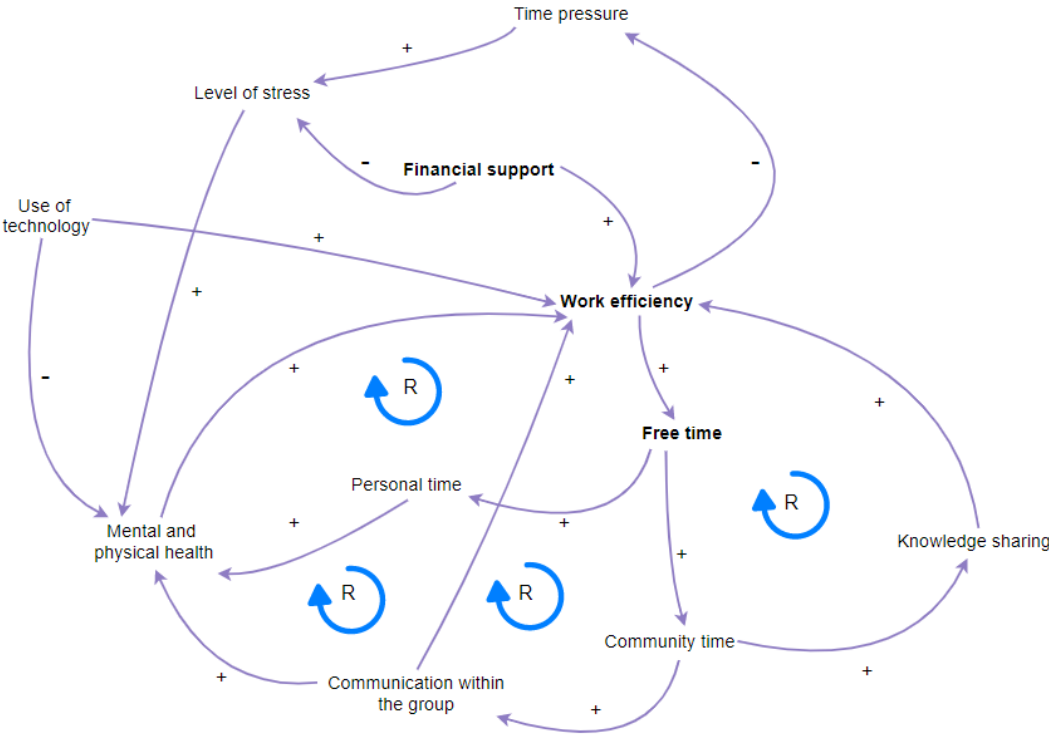 Time pressure
+
Level of stress
-
Financial support
-
Use of
technology
+
+
+
Work efficiency
-
+
+
R
+
+
Free time
+
Personal time
R
+
+
Mental and
physical health
Knowledge sharing
+
R
R
Community time
+
+
Communication within
the group
+